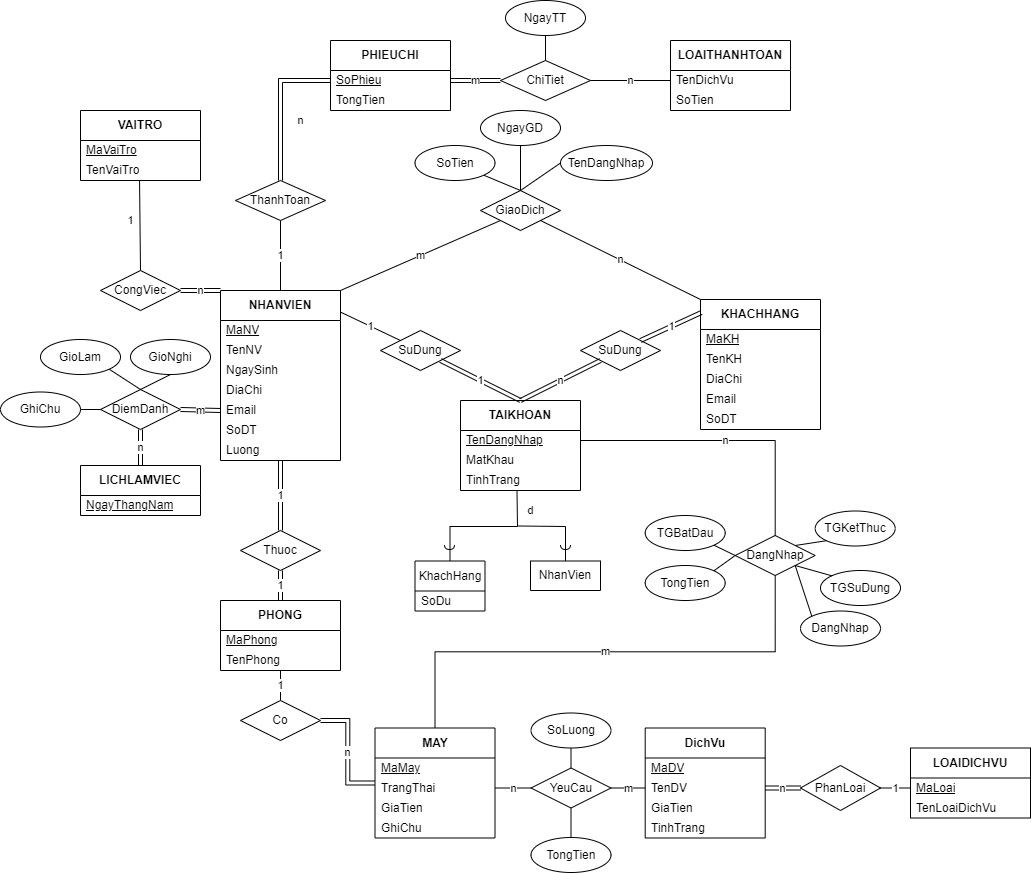 NgayTT
PHIEUCHI
SoPhieu
TongTien
m
ChiTiet
n
LOAITHANHTOAN
TenDichVu
SoTien
n
VAITRO
MaVaiTro
TenVaiTro
NgayGD
SoTien
TenDangNhap
ThanhToan
GiaoDich
1
1
m
n
CongViec
n
NHANVIEN
MaNV
TenNV
NgaySinh
DiaChi
Email
SoDT
Luong
KHACHHANG
MaKH
TenKH
DiaChi
Email
SoDT
1
SuDung
1
1
SuDung
n
GioLam
GioNghi
GhiChu
DiemDanh
m
n
LICHLAMVIEC
NgayThangNam
TAIKHOAN
TenDangNhap
MatKhau
TinhTrang
n
d
KhachHang
SoDu
NhanVien
1
Thuoc
1
TGBatDau
TGKetThuc
DangNhap
TongTien
TGSuDung
DangNhap
m
PHONG
MaPhong
TenPhong
1
Co
n
MAY
MaMay
TrangThai
GiaTien
GhiChu
SoLuong
n
YeuCau
m
TongTien
DichVu
MaDV
TenDV
GiaTien
TinhTrang
n
PhanLoai
1
LOAIDICHVU
MaLoai
TenLoaiDichVu